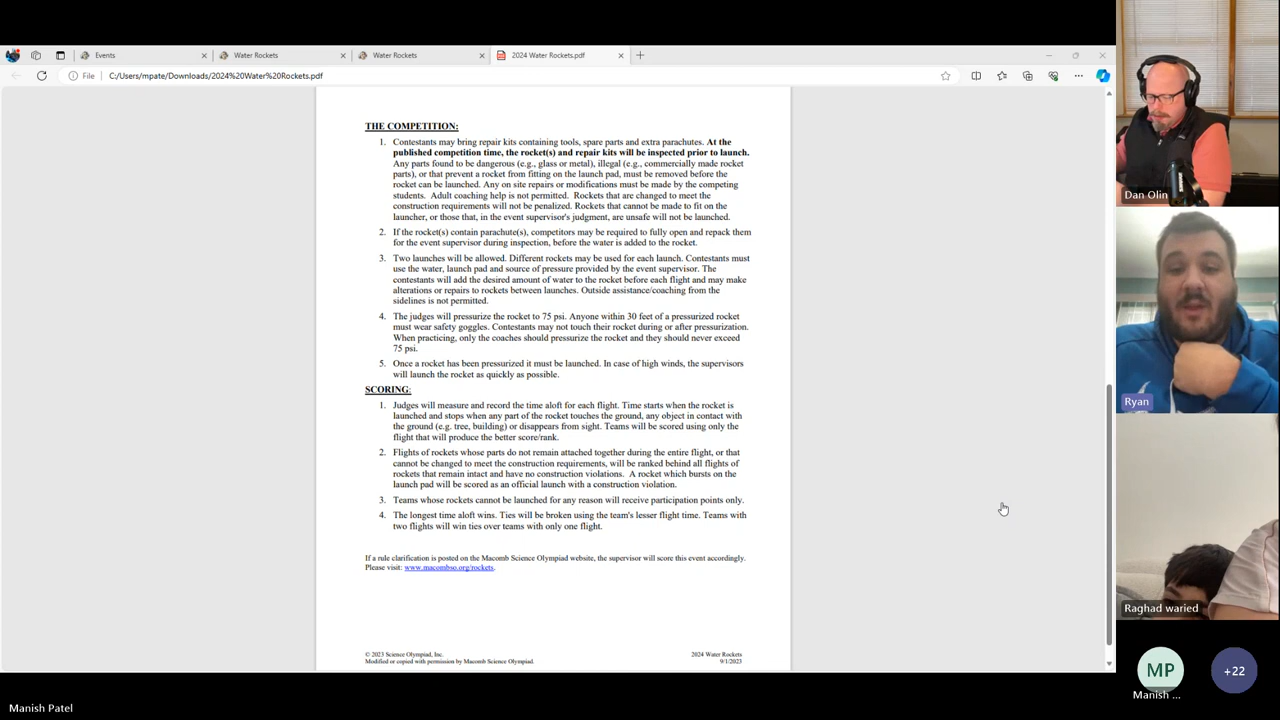 Events
Water Rockets
Water Rockets
2024 Water Rockets.pdf
File
C:/Users/mpate/Downloads/2024%20Water%20Rockets.pdf
THE COMPETITION:
1. Contestants may bring repair kits containing tools, spare parts and extra parachutes. At the
published competition time, the rocket(s) and repair kits will be inspected prior to launch.
Any parts found to be dangerous (e.g., glass or metal), illegal (e.g., commercially made rocket
parts), or that prevent a rocket from fitting on the launch pad, must be removed before the
rocket can be launched. Any on site repairs or modifications must be made by the competing
students. Adult coaching help is not permitted. Rockets that are changed to meet the
construction requirements will not be penalized. Rockets that cannot be made to fit on the
launcher, or those that, in the event supervisor's judgment, are unsafe will not be launched.
2. If the rocket(s) contain parachute(s), competitors may be required to fully open and repack them
for the event supervisor during inspection, before the water is added to the rocket.
3. Two launches will be allowed. Different rockets may be used for each launch. Contestants must
use the water, launch pad and source of pressure provided by the event supervisor. The
contestants will add the desired amount of water to the rocket before each flight and may make
alterations or repairs to rockets between launches. Outside assistance/coaching from the
sidelines is not permitted.
4. The judges will pressurize the rocket to 75 psi. Anyone within 30 feet of a pressurized rocket
must wear safety goggles. Contestants may not touch their rocket during or after pressurization.
When practicing, only the coaches should pressurize the rocket and they should never exceed
75 psi.
5. Once a rocket has been pressurized it must be launched. In case of high winds, the supervisors
will launch the rocket as quickly as possible.
SCORING:
1. Judges will measure and record the time aloft for each flight. Time starts when the rocket is
launched and stops when any part of the rocket touches the ground, any object in contact with
the ground (e.g. tree, building) or disappears from sight. Teams will be scored using only the
flight that will produce the better score/rank.
2. Flights of rockets whose parts do not remain attached together during the entire flight, or that
cannot be changed to meet the construction requirements, will be ranked behind all flights of
rockets that remain intact and have no construction violations. A rocket which bursts on the
launch pad will be scored as an official launch with a construction violation.
3. Teams whose rockets cannot be launched for any reason will receive participation points only.
4. The longest time aloft wins. Ties will be broken using the team's lesser flight time. Teams with
two flights will win ties over teams with only one flight.
If a rule clarification is posted on the Macomb Science Olympiad website, the supervisor will score this event accordingly.
Please visit: www.macombso.org/rockets.
© 2023 Science Olympiad, Inc.
Modified or copied with permission by Macomb Science Olympiad.
2024 Water Rockets
9/1/2023
Dan Olin
Ryan
Raghad waried
MP
Manish ...
+22
Manish Patel